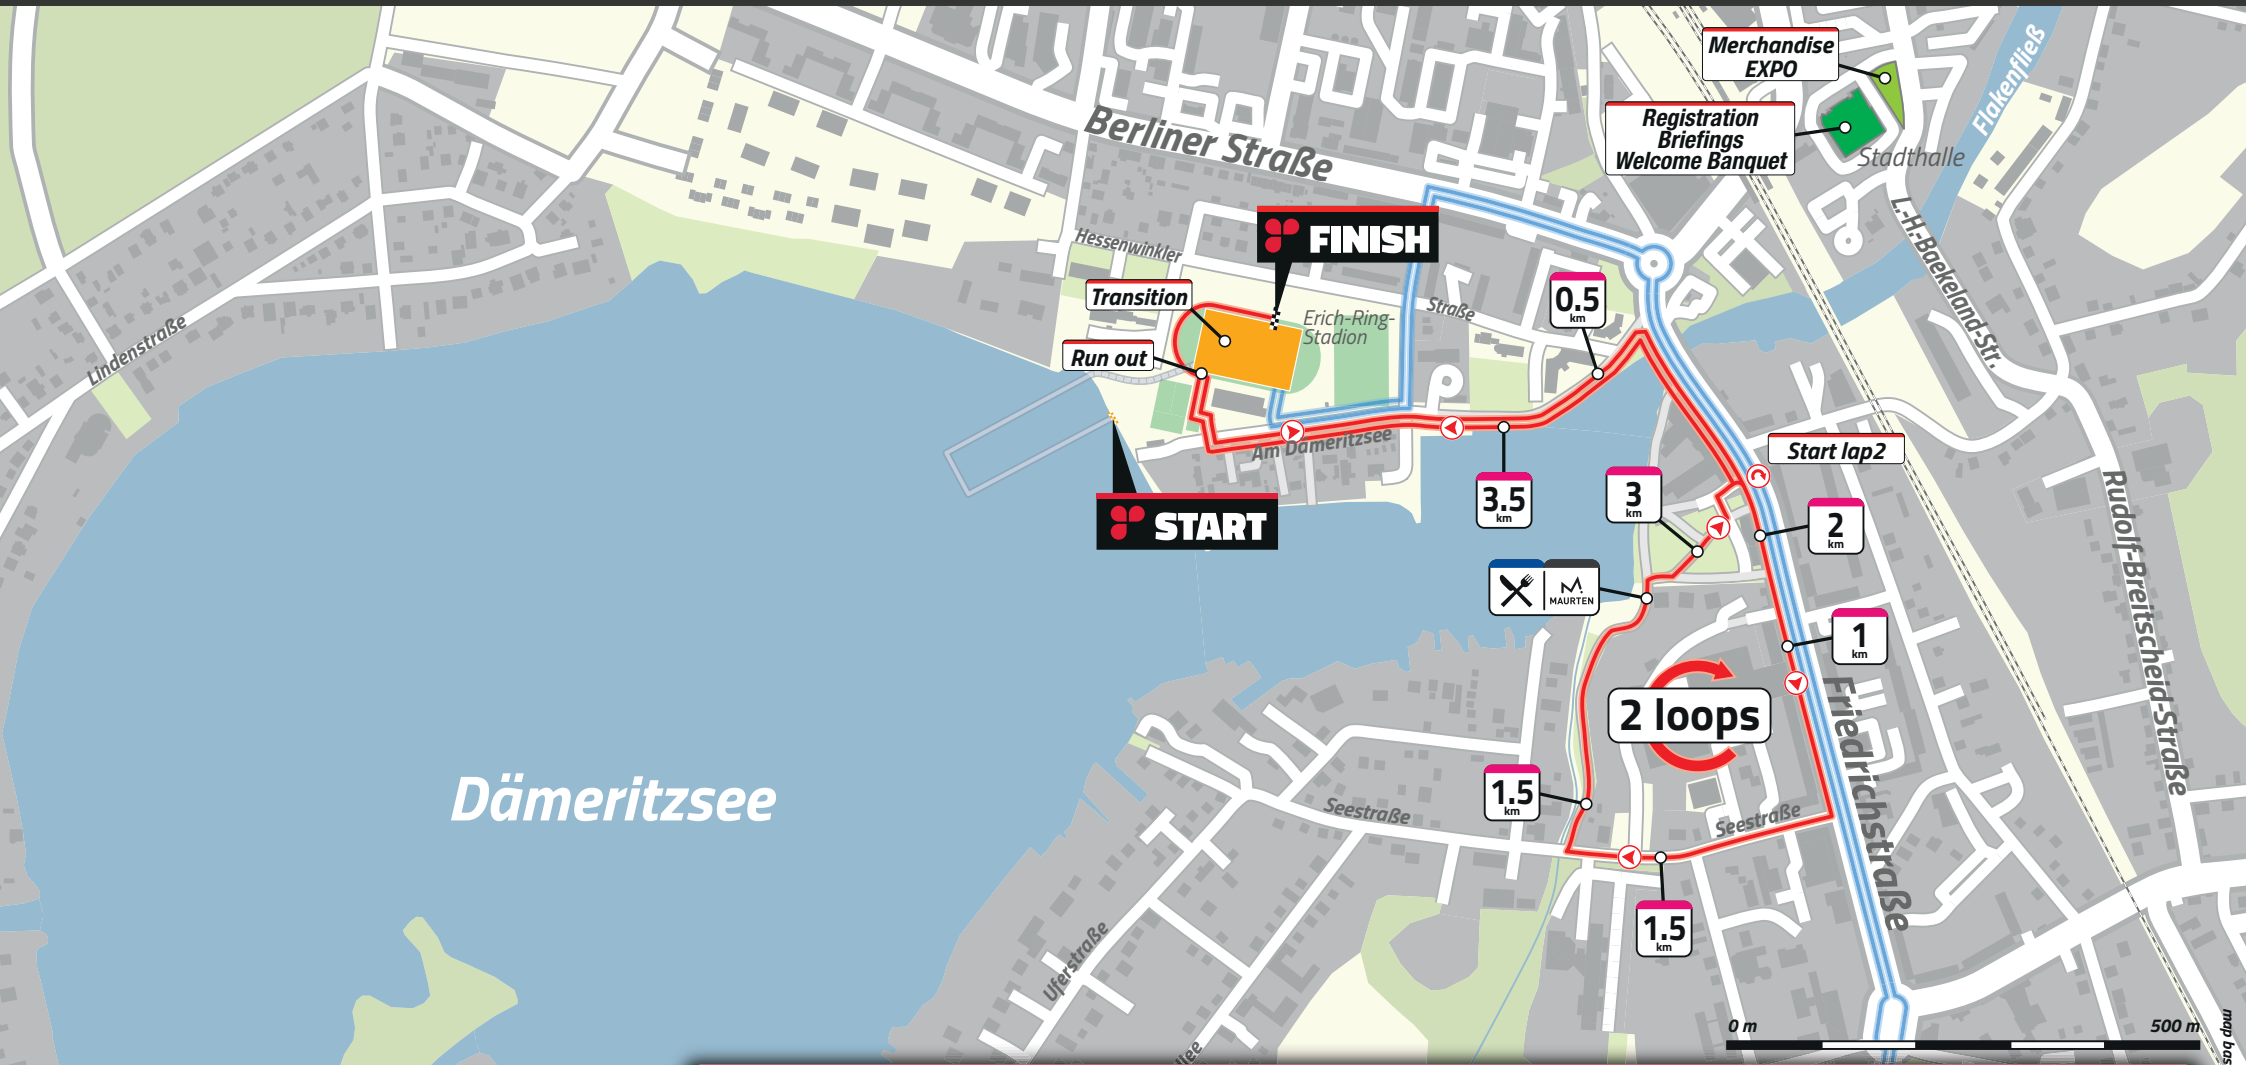 Merchandise
EXPO
Registration
Briefings
Welcome Banquet
Stadthalle
Flakenfließ
Berliner Straße
L.-H.-Baekeland-Str.
Hessenwinkler
Straße
FINISH
Transition
Erich-Ring-
Stadion
0.5
km
Run out
Lindenstraße
Am Dämeritzsee
START
3.5
km
3
km
Start lap2
2
km
Rudolf-Breitscheid-Straße
MAURTEN
1
km
2 loops
Friedrichstraße
Dämeritzsee
1.5
km
Seestraße
Seestraße
1.5
km
Uferstraße
llee
0 m
500 m
map bas